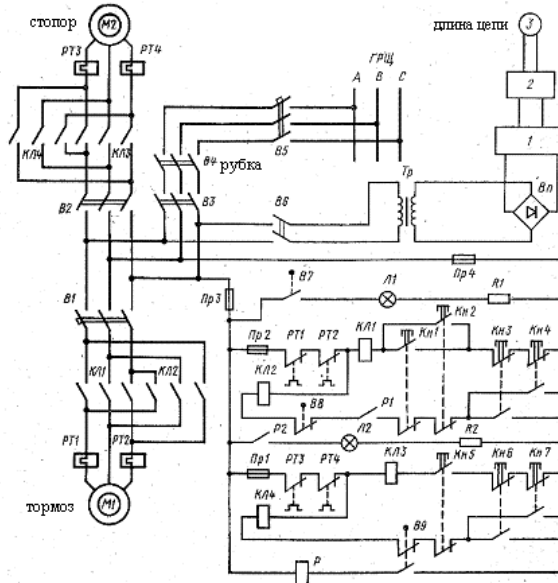 стопор
М2
длина цепи
3
РТ3
РТ4
ГРЩ
А В С
2
1
КЛ4
КЛ3
В4
рубка
В5
В2
В3
В6
Тр
Вп
Пр4
Пр3
В7
Л1
R1
В1
Пр2
РТ1
РТ2
КЛ1
Кн1
Кн2
Кн3
Кн4
КЛ1
КЛ2
КЛ2
В8
Р1
Р2
Л2
R2
РТ1
РТ2
Пр1
РТ3
РТ4
КЛ3
Кн5
Кн6
Кн7
КЛ4
тормоз
М1
В9
Р